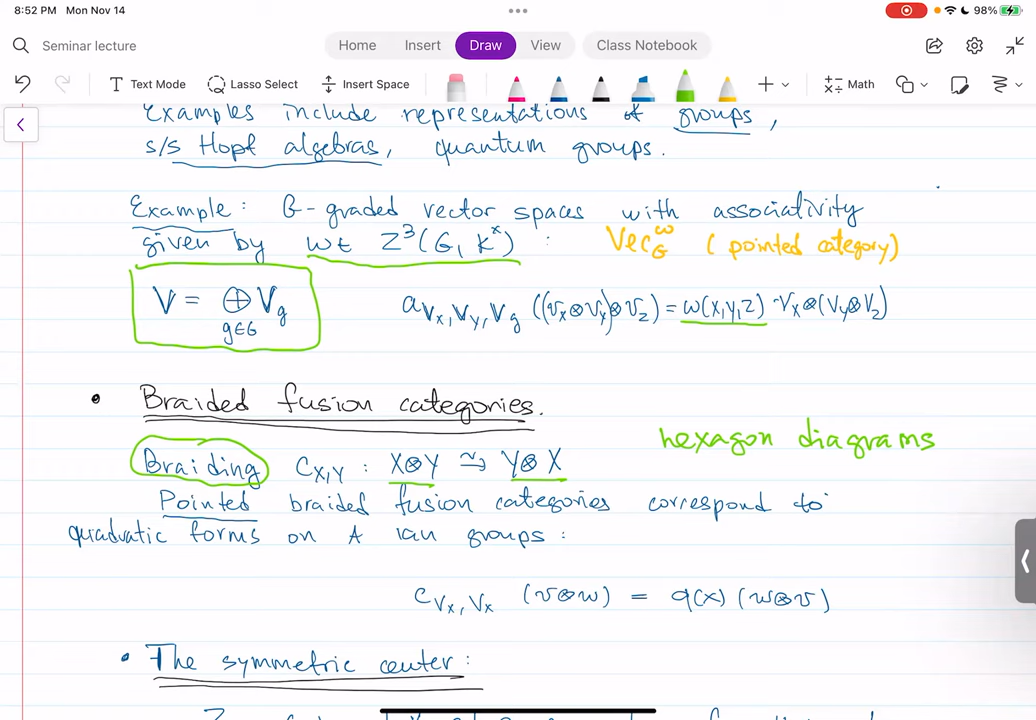 8:52 PM Mon Nov 14
98%
Seminar lecture
Home Insert Draw View Class Notebook
Text Mode Lasso Select Insert Space Math
Examples include representations of groups,
s/s Hopf algebras, quantum groups.
Example: G-graded vector spaces with associativity
given by ω∈ Z³(G, K^×) : Vec_G^ω (pointed category)
V = ⊕_{g∈G} V_g a_{V_x, V_y, V_g} ((v_x⊗v_x)⊗v_z) = ω(x,y,z) · v_x⊗(v_y⊗v_z)
• Braided fusion categories.
hexagon diagrams
Braiding C_{X,Y} : X⊗Y ≃→ Y⊗X
Pointed braided fusion categories correspond to
quadratic forms on A ian groups :
c_{V_x, V_x} (v⊗w) = q(x) (w⊗v)
• The symmetric center :